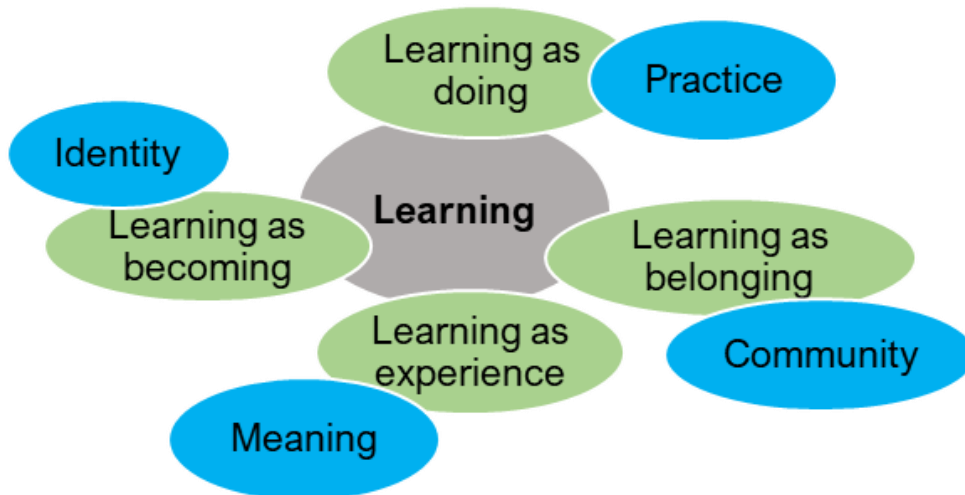 Learning as
doing
Practice
Identity
Learning
Learning as
becoming
Learning as
belonging
Learning as
experience
Community
Meaning